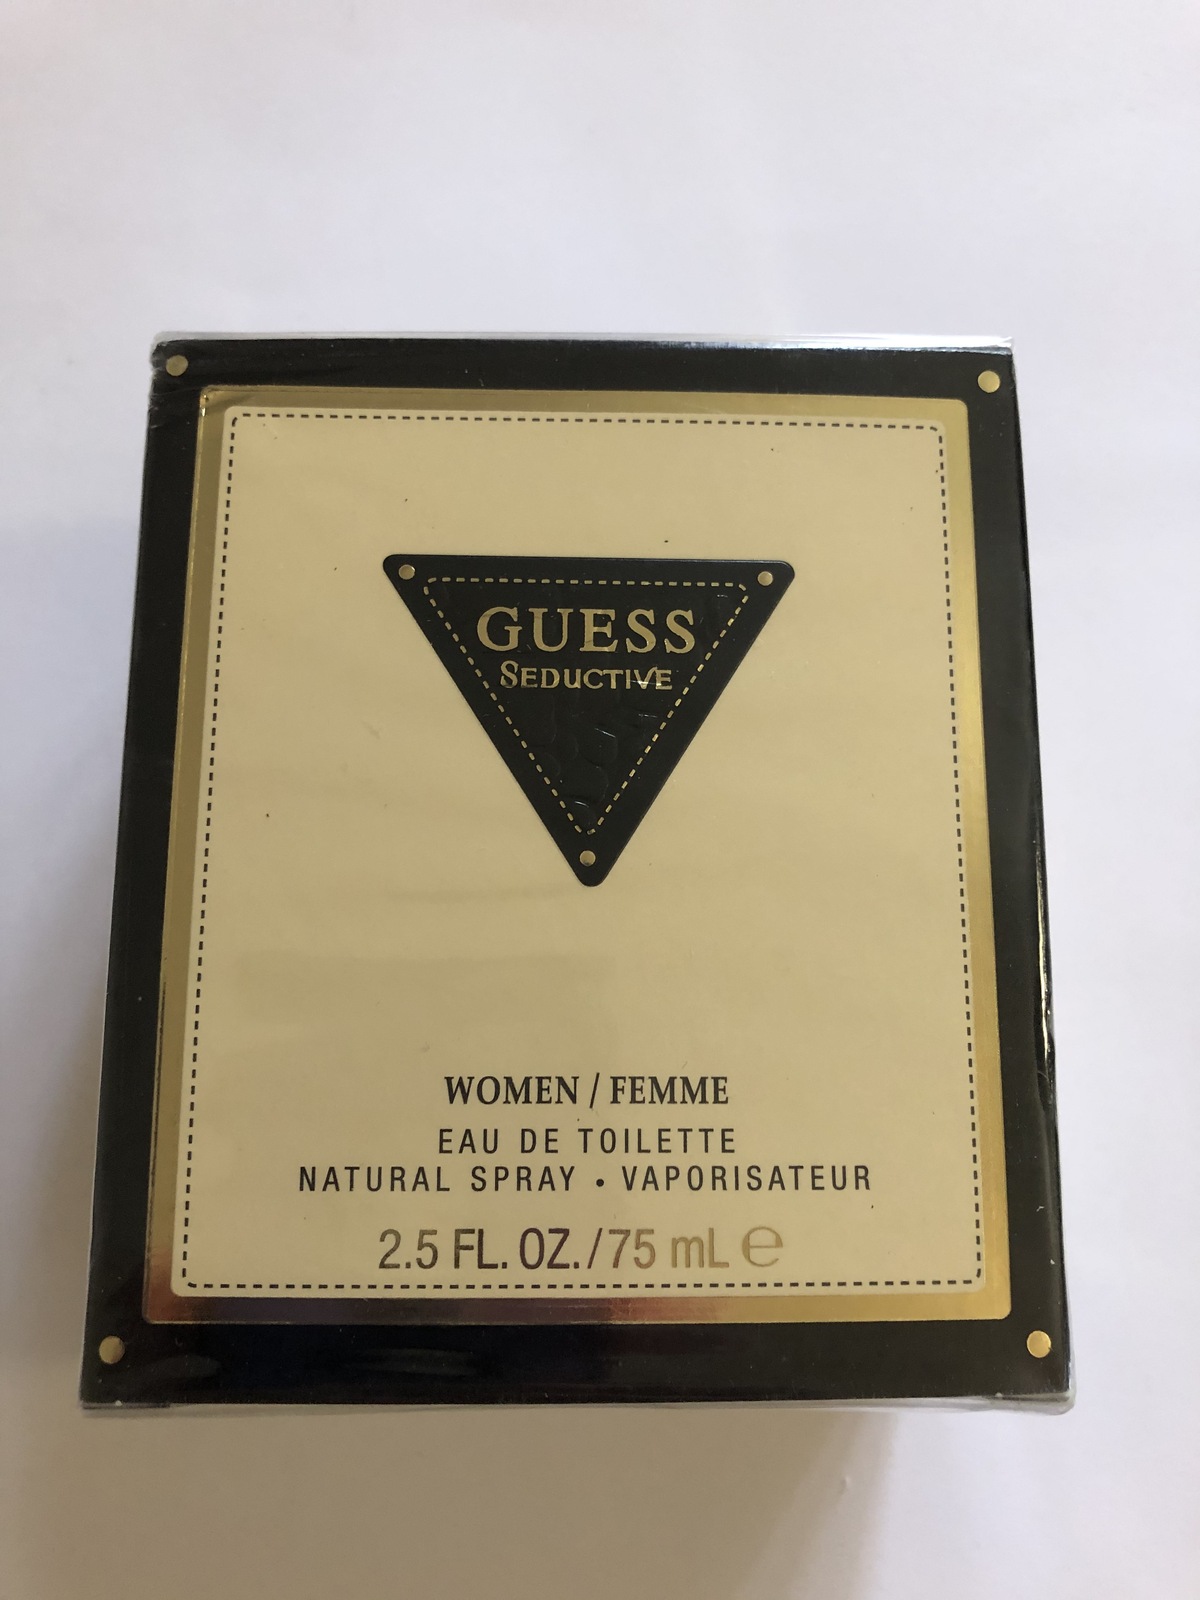 GUESS
SEDUCTIVE
WOMEN / FEMME
EAU DE TOILETTE
NATURAL SPRAY • VAPORISATEUR
2.5 FL. OZ./75 mL ℮